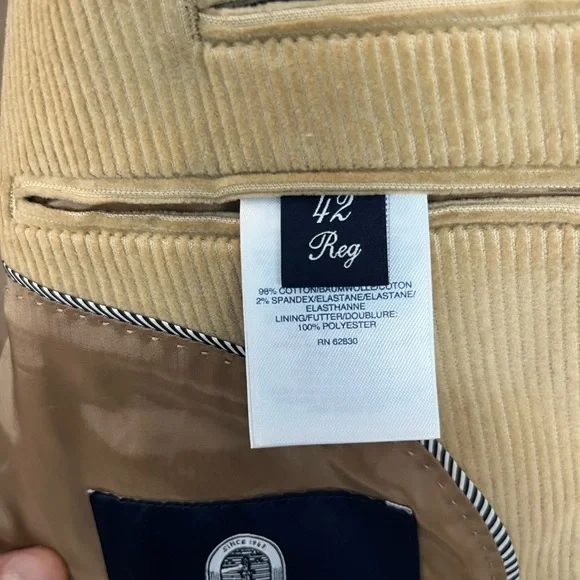 42
Reg
98% COTTON/BAUMWOLLE/COTON
2% SPANDEX/ELASTANE/ELASTANE/
ELASTHANNE
LINING/FUTTER/DOUBLURE:
100% POLYESTER
RN 62830
SINCE 1967